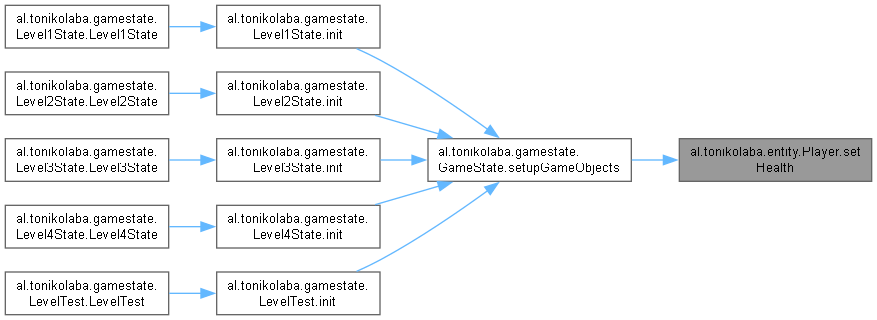 al.tonikolaba.gamestate.
Level1State.Level1State
al.tonikolaba.gamestate.
Level1State.init
al.tonikolaba.gamestate.
Level2State.Level2State
al.tonikolaba.gamestate.
Level2State.init
al.tonikolaba.gamestate.
Level3State.Level3State
al.tonikolaba.gamestate.
Level3State.init
al.tonikolaba.gamestate.
GameState.setupGameObjects
al.tonikolaba.entity.Player.set
Health
al.tonikolaba.gamestate.
Level4State.Level4State
al.tonikolaba.gamestate.
Level4State.init
al.tonikolaba.gamestate.
LevelTest.LevelTest
al.tonikolaba.gamestate.
LevelTest.init